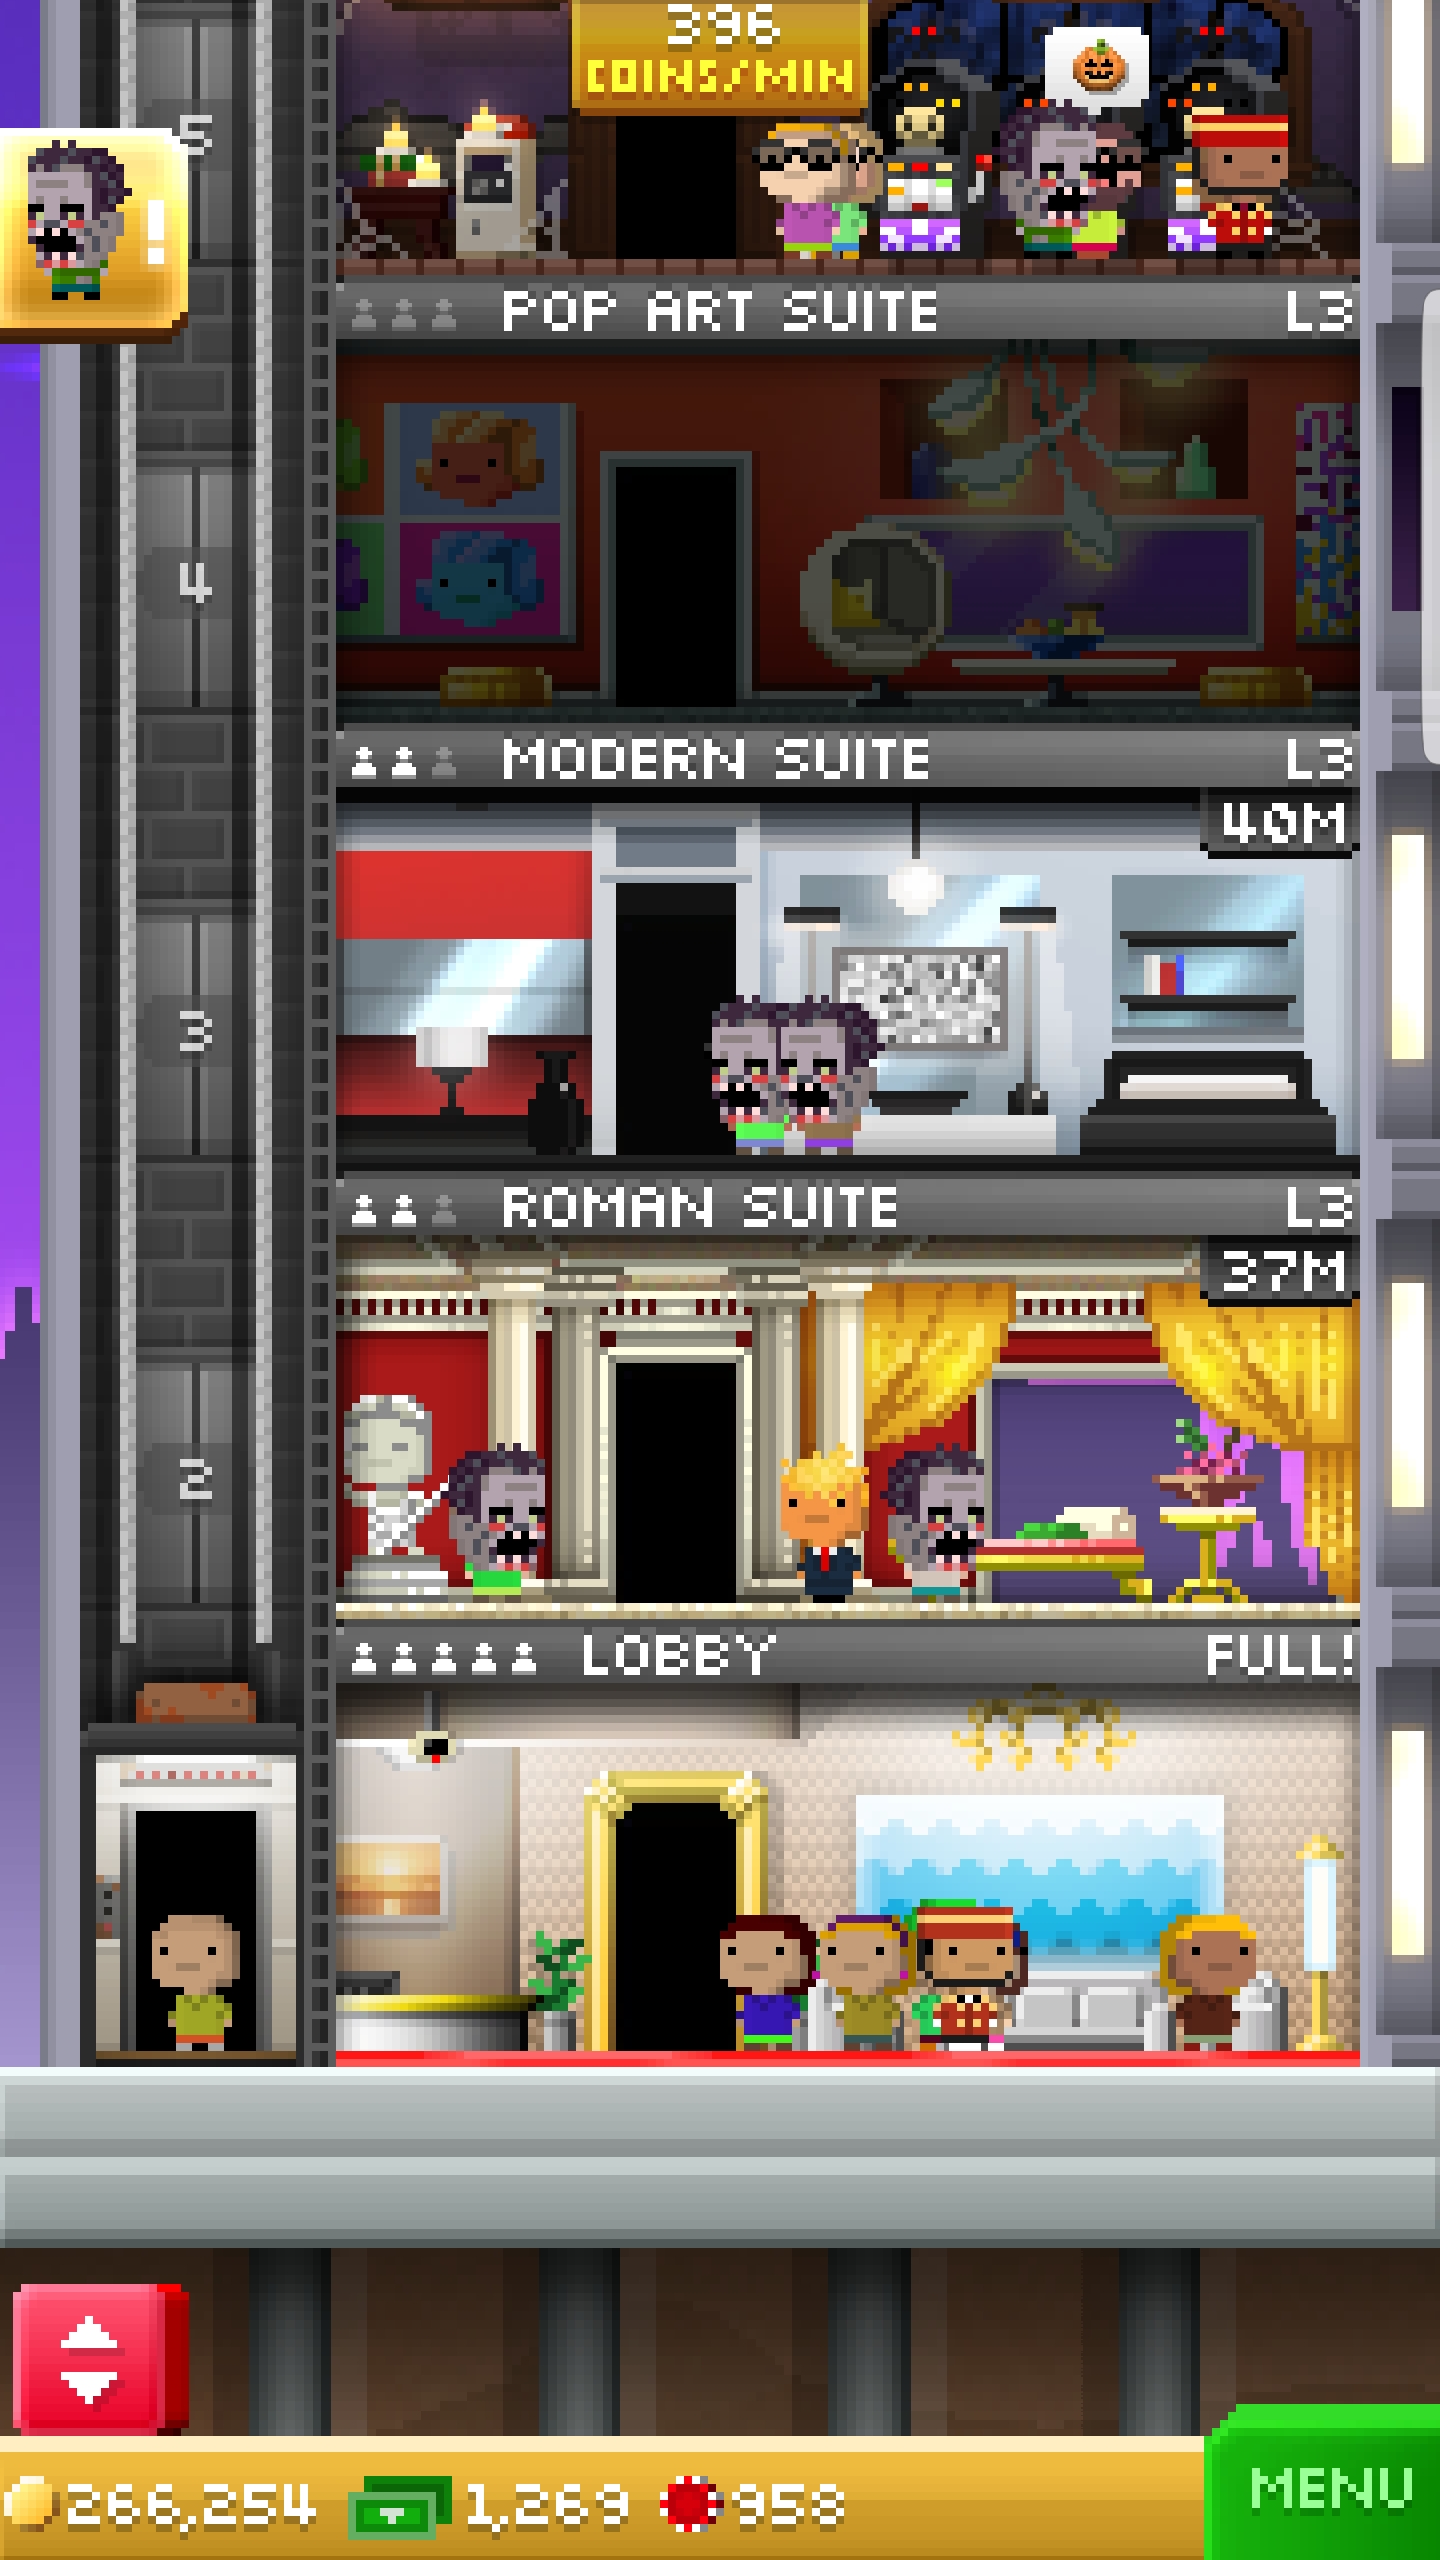 396
COINS/MIN
5
!
POP ART SUITE L3
4
MODERN SUITE L3
40M
3
ROMAN SUITE L3
37M
2
LOBBY FULL!
266,254 1,269 958
MENU